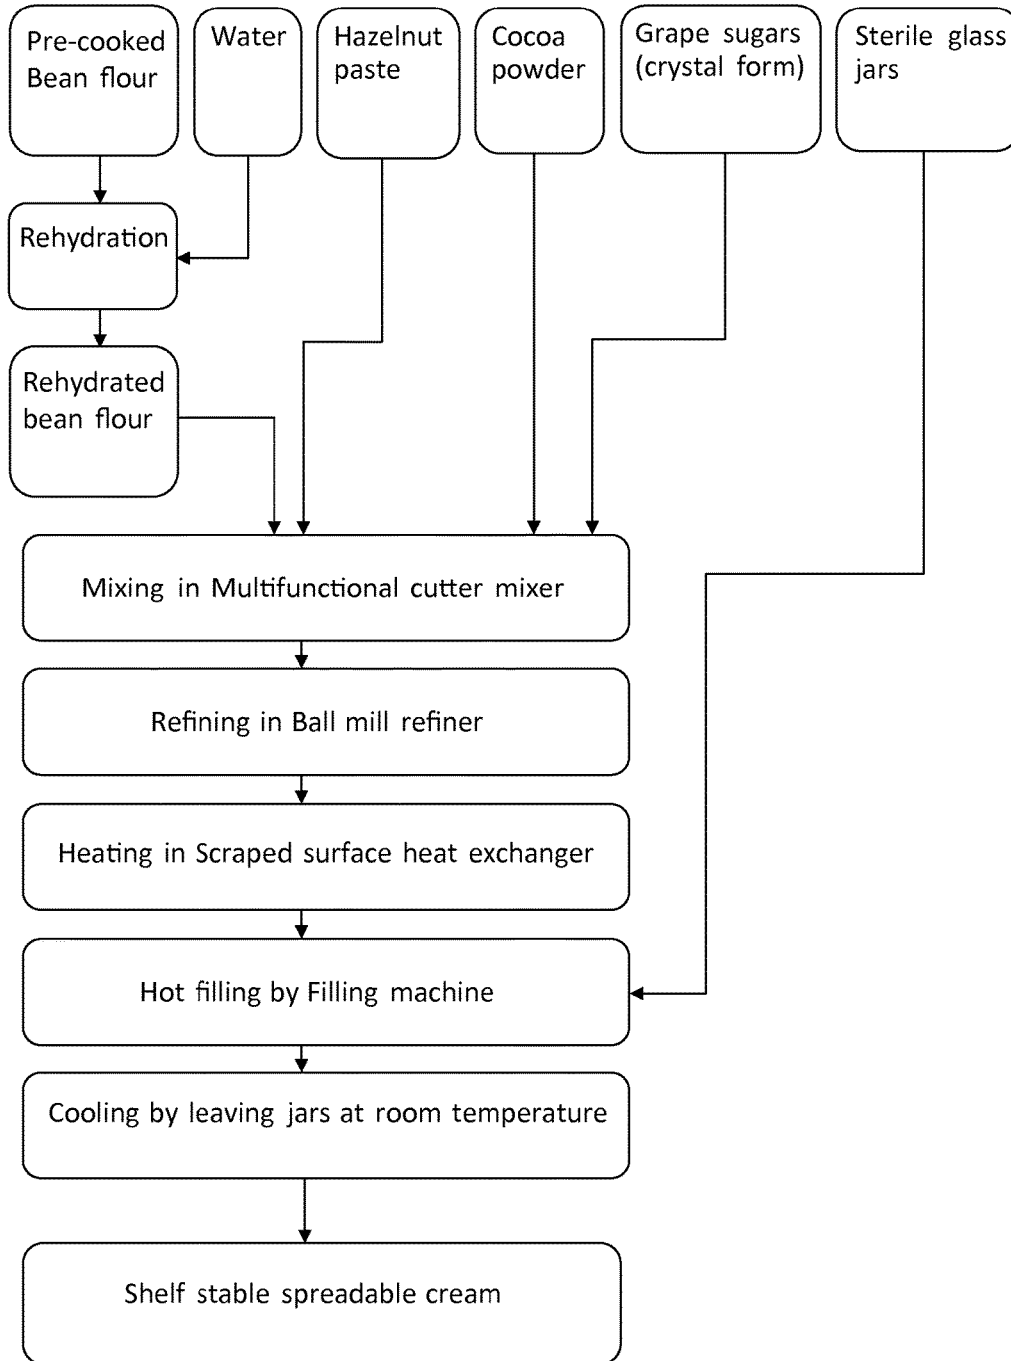 Pre-cooked
Bean flour
Water
Hazelnut
paste
Cocoa
powder
Grape sugars
(crystal form)
Sterile glass
jars
Rehydration
Rehydrated
bean flour
Mixing in Multifunctional cutter mixer
Refining in Ball mill refiner
Heating in Scraped surface heat exchanger
Hot filling by Filling machine
Cooling by leaving jars at room temperature
Shelf stable spreadable cream